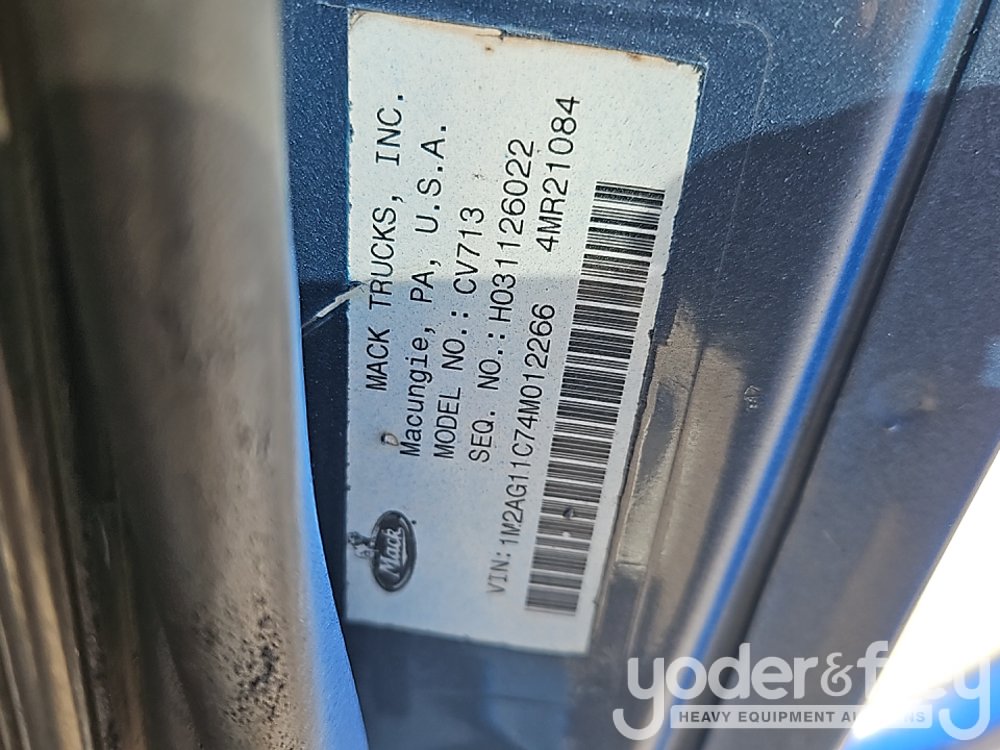 MACK TRUCKS, INC.
Macungie, PA, U.S.A.
MODEL NO.: CV713
SEQ. NO.: H031126022
4MR21084
VIN: 1M2AG11C74M012266
Mack
yoder & frey
HEAVY EQUIPMENT AUCTIONS